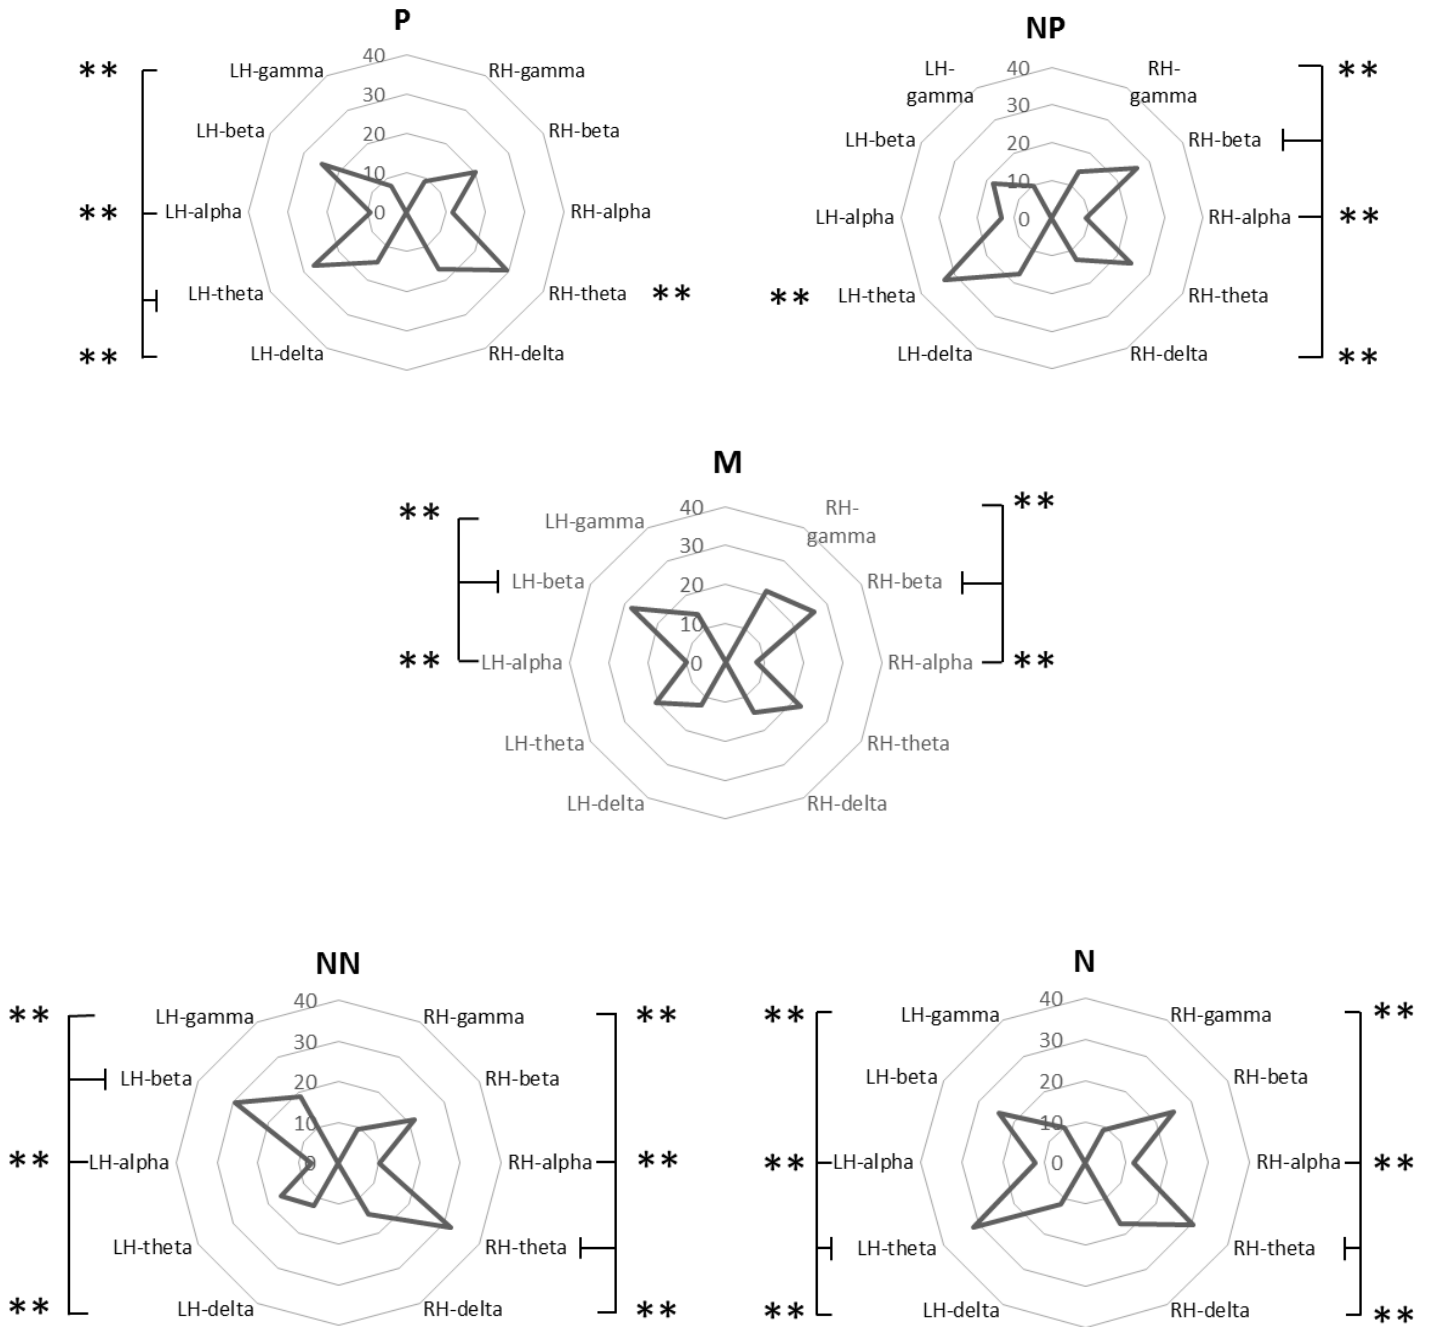 P
** 40
LH-gamma RH-gamma
30
LH-beta 20 RH-beta
10
** LH-alpha 0 RH-alpha
LH-theta RH-theta **
** LH-delta RH-delta
NP
LH-
gamma
40
RH-
gamma
**
30
LH-beta 20 RH-beta
10
LH-alpha 0 RH-alpha **
** LH-theta RH-theta
LH-delta RH-delta **
M
** 40 **
LH-gamma
RH-
gamma
30
LH-beta 20 RH-beta
10
** LH-alpha 0 RH-alpha **
LH-theta RH-theta
LH-delta RH-delta
NN
40
** LH-gamma RH-gamma **
30
LH-beta 20 RH-beta
10
** LH-alpha 0 RH-alpha **
LH-theta RH-theta
** LH-delta RH-delta **
N
40
** LH-gamma RH-gamma **
30
LH-beta 20 RH-beta
10
** LH-alpha 0 RH-alpha **
LH-theta RH-theta
** LH-delta RH-delta **